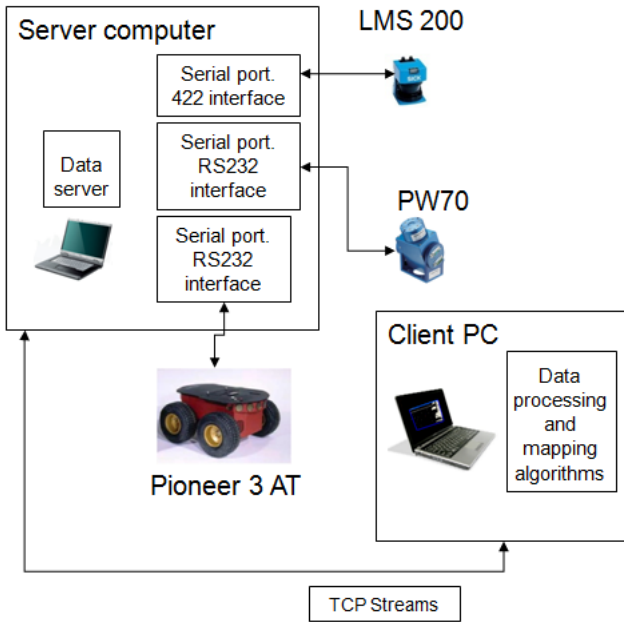 Server computer
LMS 200
Serial port.
422 interface
SICK
Serial port.
RS232
interface
Data
server
PW70
Serial port.
RS232
interface
Client PC
Data
processing
and
mapping
algorithms
Pioneer 3 AT
TCP Streams